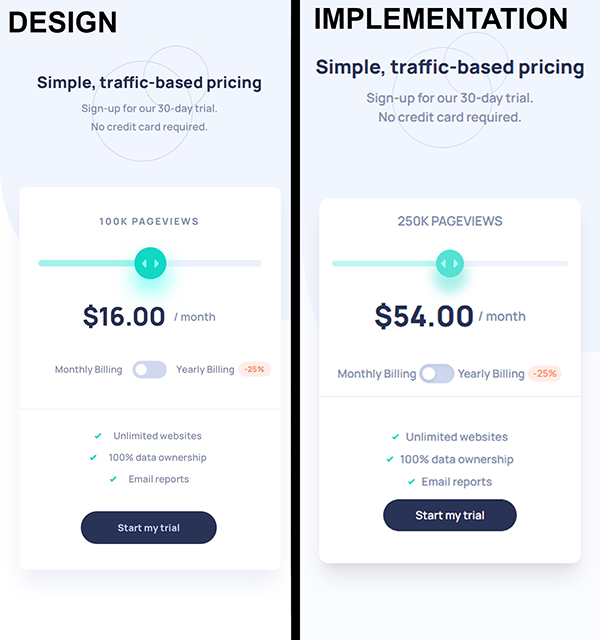 DESIGN
Simple, traffic-based pricing
Sign-up for our 30-day trial.
No credit card required.
100K PAGEVIEWS
$16.00 / month
Monthly Billing Yearly Billing -25%
Unlimited websites
100% data ownership
Email reports
Start my trial
IMPLEMENTATION
Simple, traffic-based pricing
Sign-up for our 30-day trial.
No credit card required.
250K PAGEVIEWS
$54.00 / month
Monthly Billing Yearly Billing -25%
Unlimited websites
100% data ownership
Email reports
Start my trial